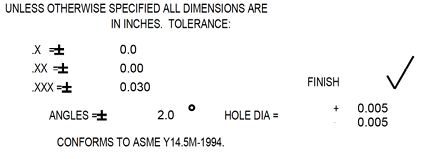 UNLESS OTHERWISE SPECIFIED ALL DIMENSIONS ARE
IN INCHES. TOLERANCE:
.X =± 0.0
.XX =± 0.00
.XXX =± 0.030
FINISH
ANGLES =± 2.0 ° HOLE DIA = + 0.005
- 0.005
CONFORMS TO ASME Y14.5M-1994.